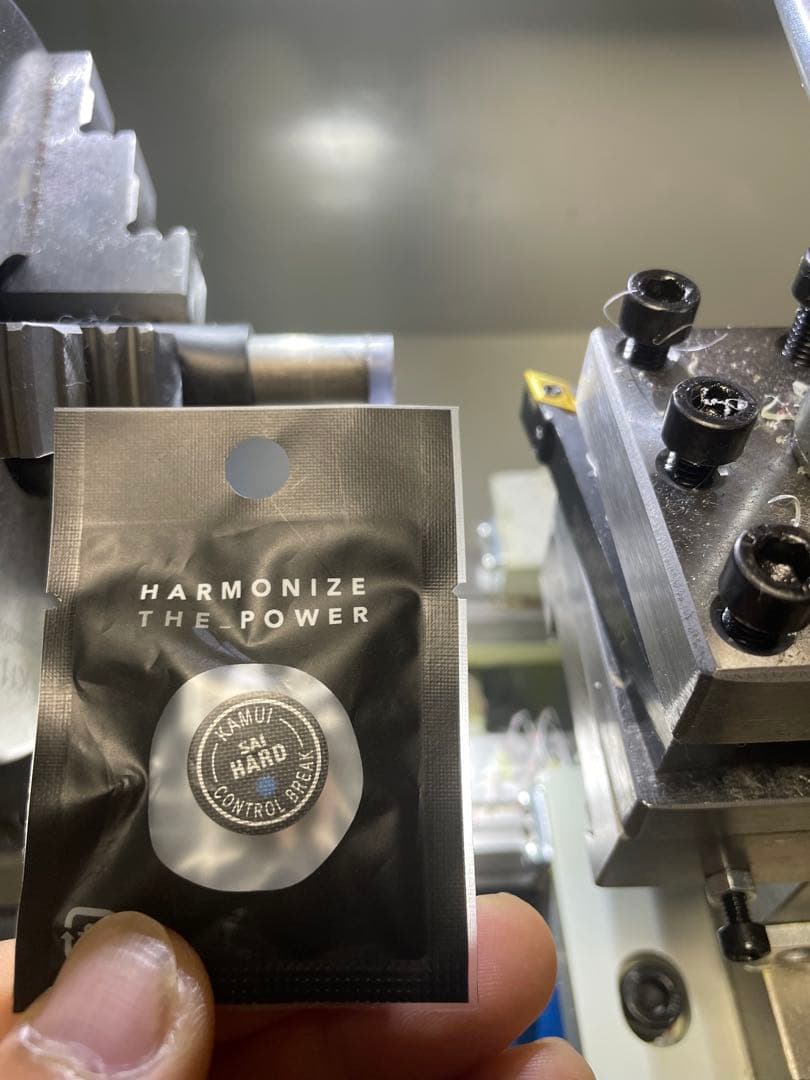 HARMONIZE
THE_POWER
KAMUI
SAI
HARD
CONTROL BREAK